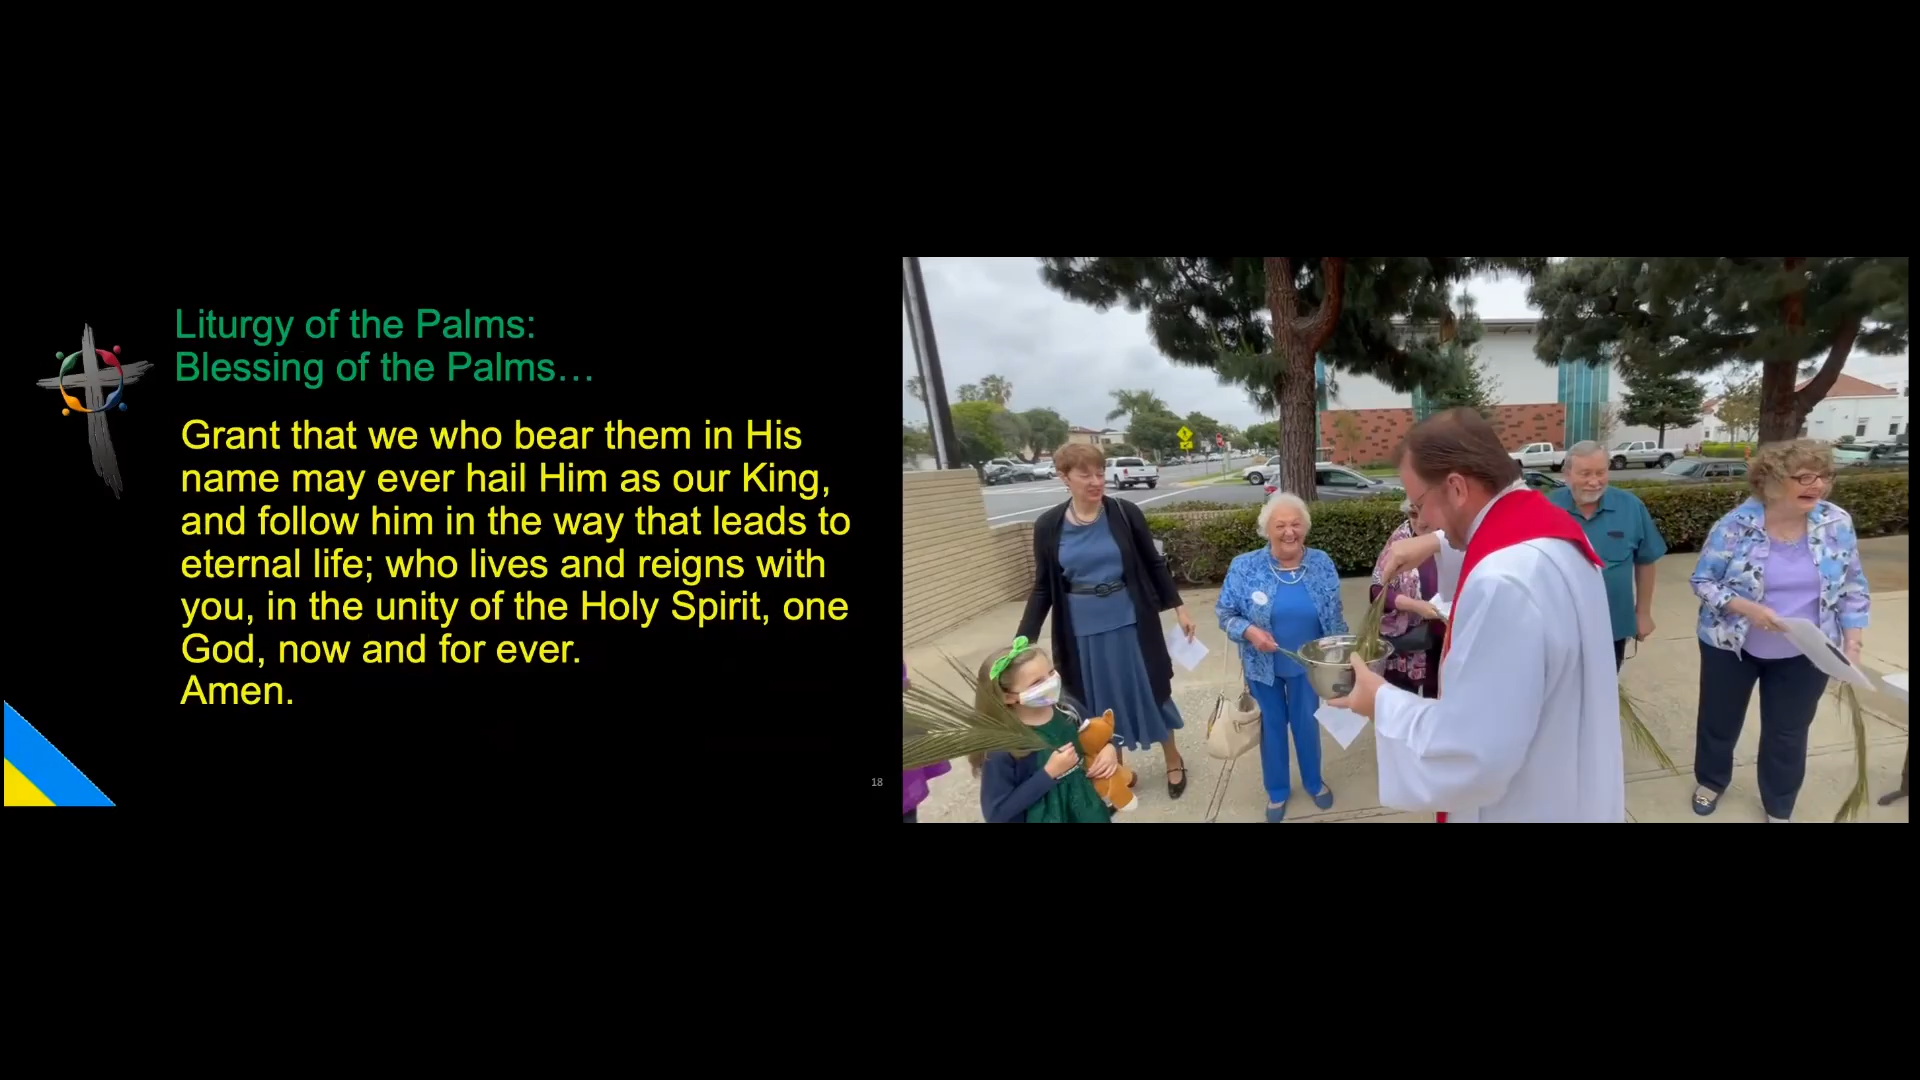 Liturgy of the Palms:
Blessing of the Palms…
Grant that we who bear them in His
name may ever hail Him as our King,
and follow him in the way that leads to
eternal life; who lives and reigns with
you, in the unity of the Holy Spirit, one
God, now and for ever.
Amen.
18